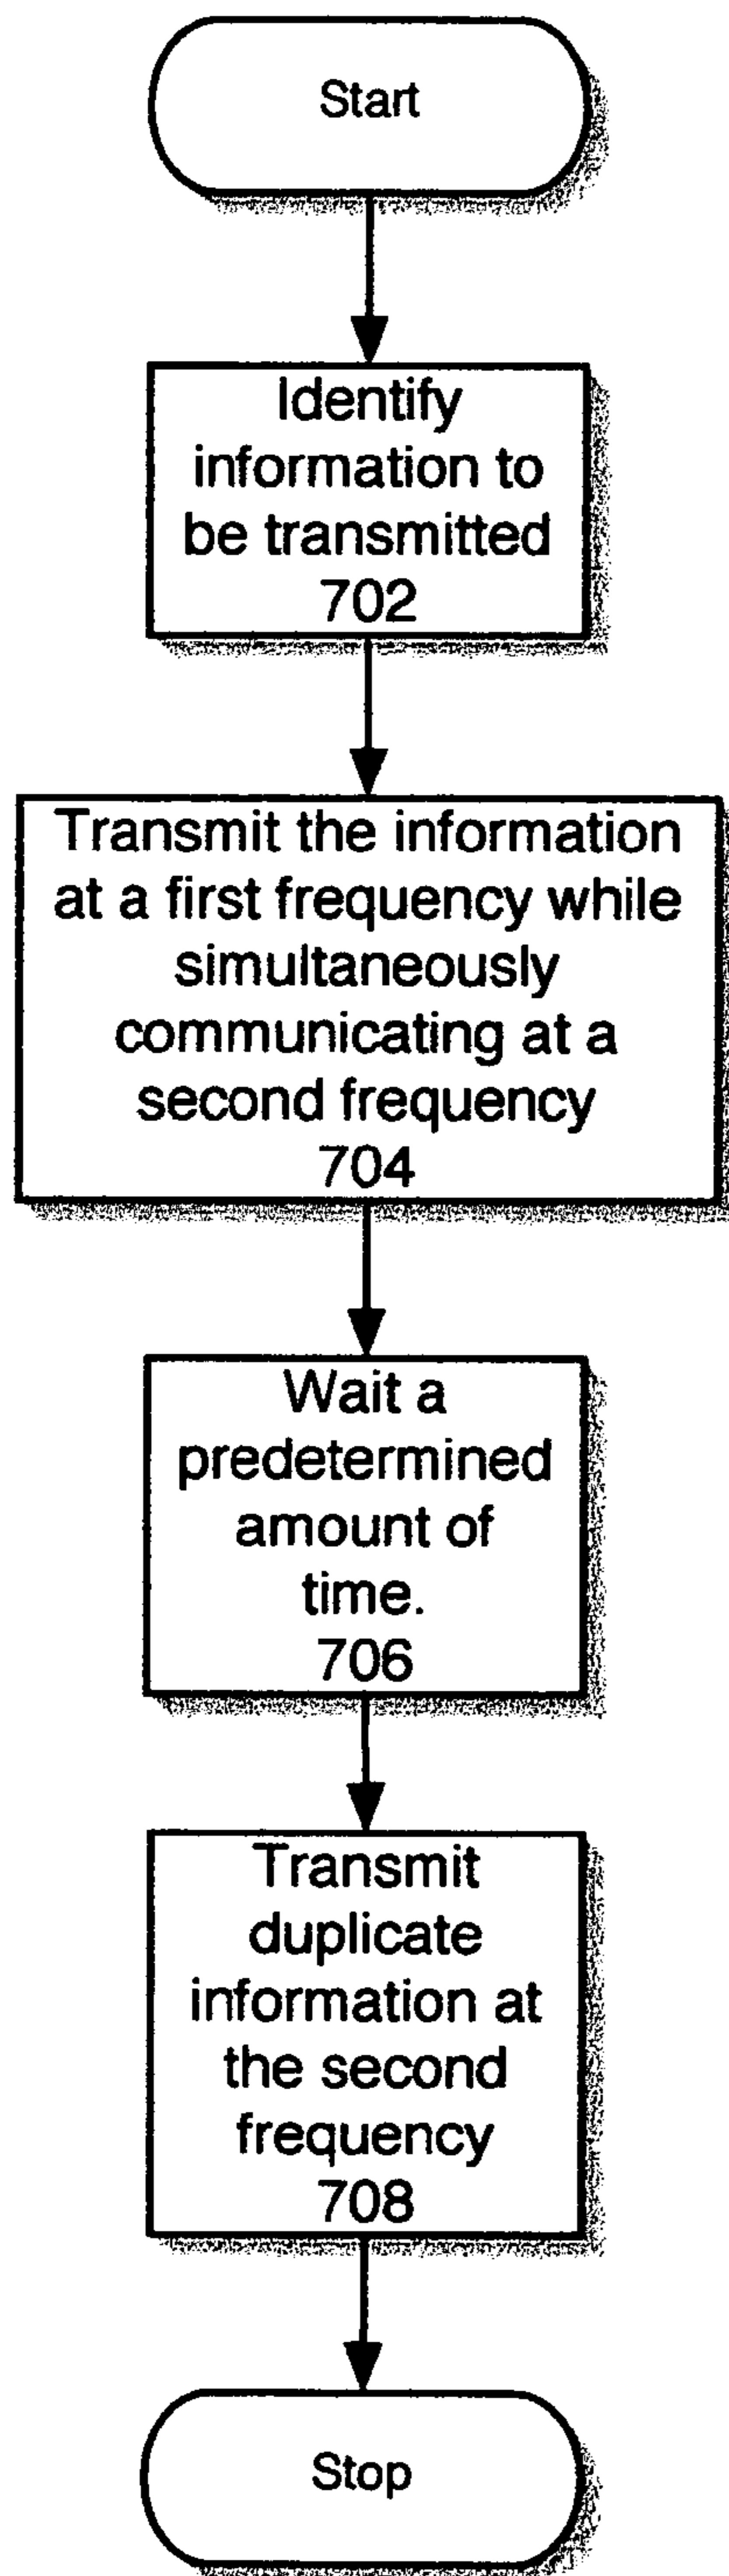 Start
Identify
information to
be transmitted
702
Transmit the information
at a first frequency while
simultaneously
communicating at a
second frequency
704
Wait a
predetermined
amount of
time.
706
Transmit
duplicate
information at
the second
frequency
708
Stop